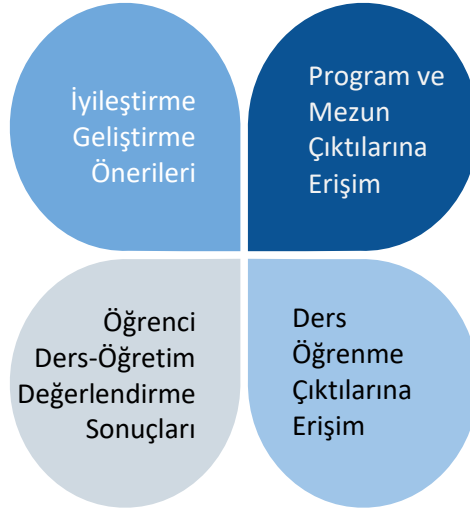 İyileştirme
Geliştirme
Önerileri
Program ve
Mezun
Çıktılarına
Erişim
Öğrenci
Ders-Öğretim
Değerlendirme
Sonuçları
Ders
Öğrenme
Çıktılarına
Erişim